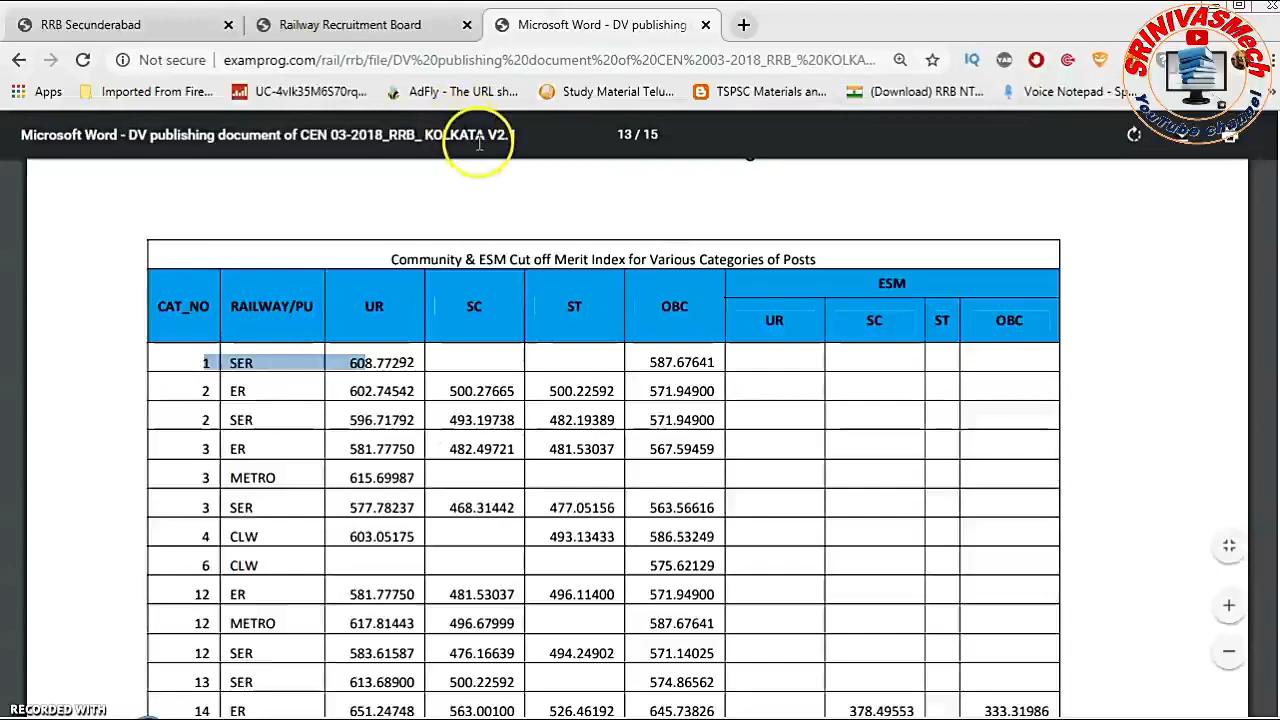 RRB Secunderabad
Railway Recruitment Board
Microsoft Word - DV publishing
Not secure
examprog.com/rail/rrb/file/DV%20publishing%20document%20of%20CEN%2003-2018_RRB_%20KOLKA...
IQ
YAB
Apps
Imported From Fire...
UC-4vIk35M6S70rq...
AdFly - The URL sh...
Study Material Telu...
TSPSC Materials an...
(Download) RRB NT...
Voice Notepad - Sp...
SRINIVASMech
YouTube channel
Microsoft Word - DV publishing document of CEN 03-2018_RRB_ KOLKATA V2.1
13 / 15
Community & ESM Cut off Merit Index for Various Categories of Posts
CAT_NO RAILWAY/PU UR SC ST OBC ESM
UR SC ST OBC
1 SER 608.77292 587.67641
2 ER 602.74542 500.27665 500.22592 571.94900
2 SER 596.71792 493.19738 482.19389 571.94900
3 ER 581.77750 482.49721 481.53037 567.59459
3 METRO 615.69987
3 SER 577.78237 468.31442 477.05156 563.56616
4 CLW 603.05175 493.13433 586.53249
6 CLW 575.62129
12 ER 581.77750 481.53037 496.11400 571.94900
12 METRO 617.81443 496.67999 587.67641
12 SER 583.61587 476.16639 494.24902 571.14025
13 SER 613.68900 500.22592 574.86562
14 ER 651.24748 563.00100 526.46192 645.73826 378.49553 333.31986
RECORDED WITH